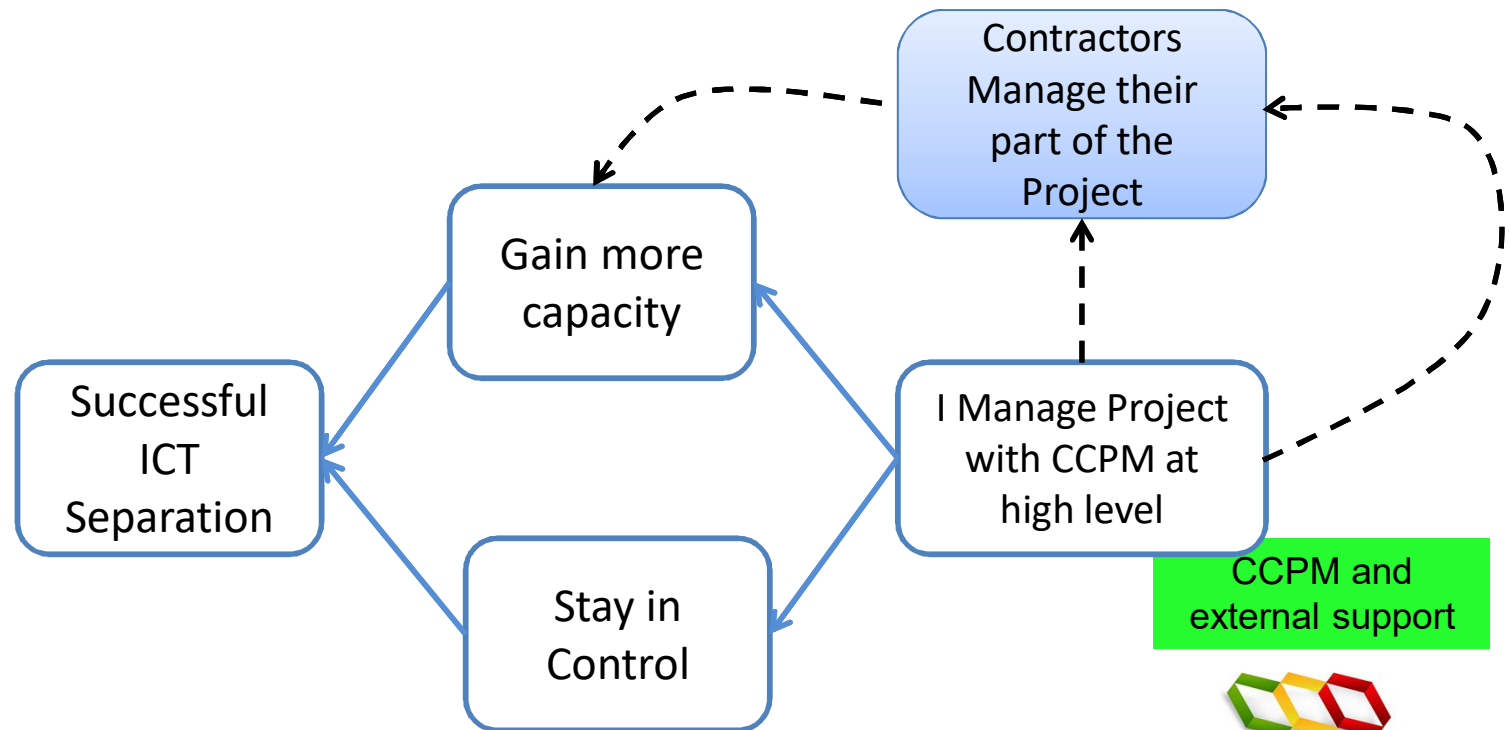 Contractors
Manage their
part of the
Project
Gain more
capacity
Successful
ICT
Separation
I Manage Project
with CCPM at
high level
Stay in
Control
CCPM and
external support